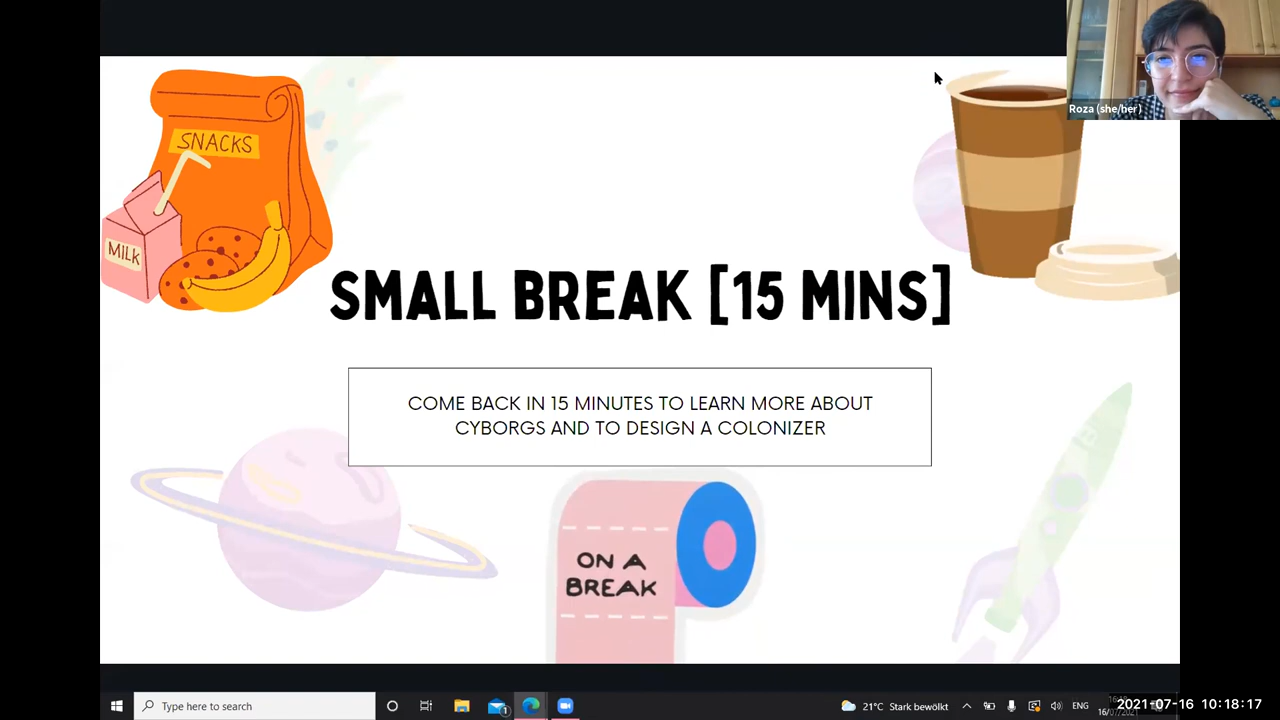 Roza (she/her)
SNACKS
MILK
SMALL BREAK [15 MINS]
COME BACK IN 15 MINUTES TO LEARN MORE ABOUT
CYBORGS AND TO DESIGN A COLONIZER
ON A
BREAK
Type here to search
1
21°C Stark bewölkt
ENG
2021-07-16 10:18:17